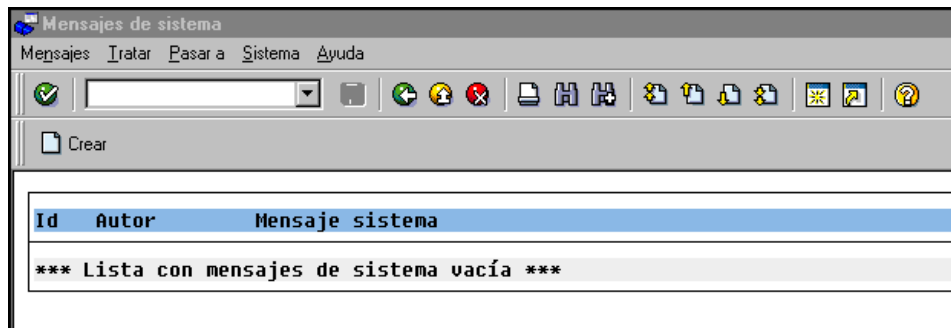 Mensajes de sistema
Mensajes Tratar Pasar a Sistema Ayuda
Crear
Id Autor Mensaje sistema
*** Lista con mensajes de sistema vacía ***